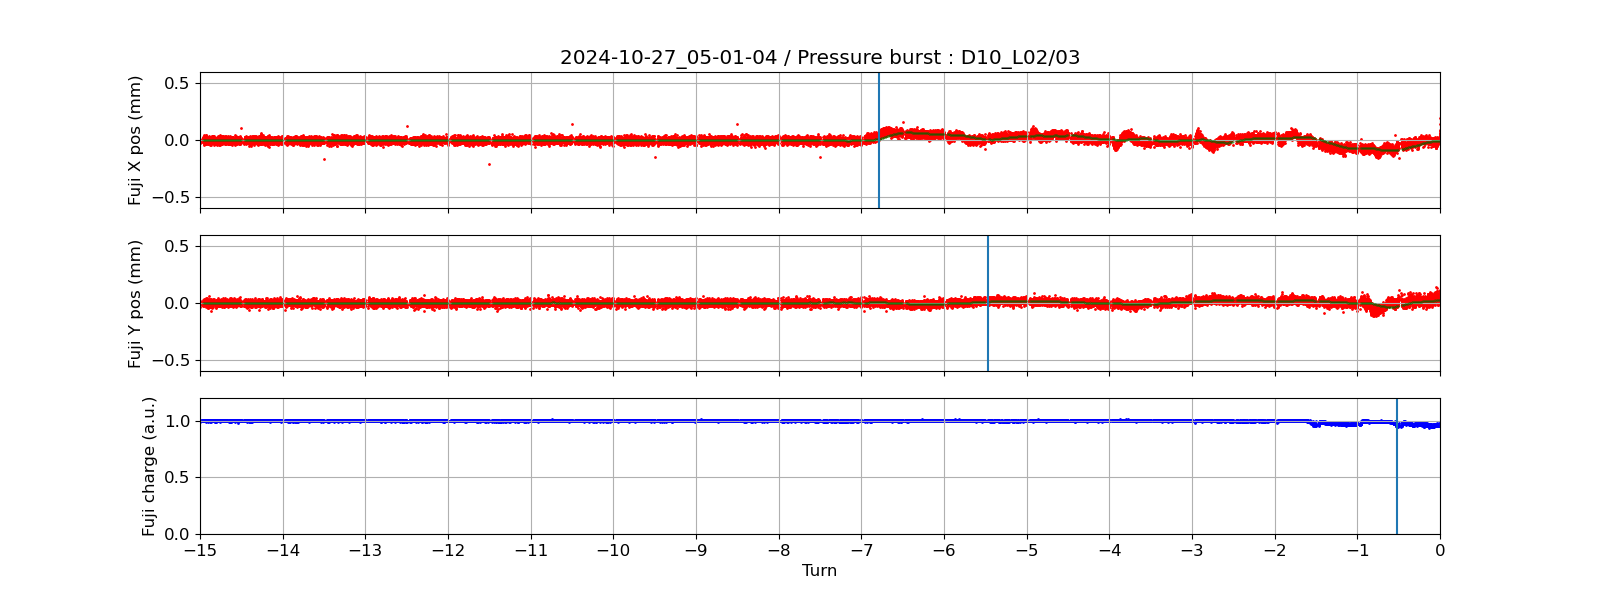 2024-10-27_05-01-04 / Pressure burst : D10_L02/03
Fuji X pos (mm)
0.5
0.0
−0.5
Fuji Y pos (mm)
0.5
0.0
−0.5
Fuji charge (a.u.)
1.0
0.5
0.0
−15 −14 −13 −12 −11 −10 −9 −8 −7 −6 −5 −4 −3 −2 −1 0
Turn